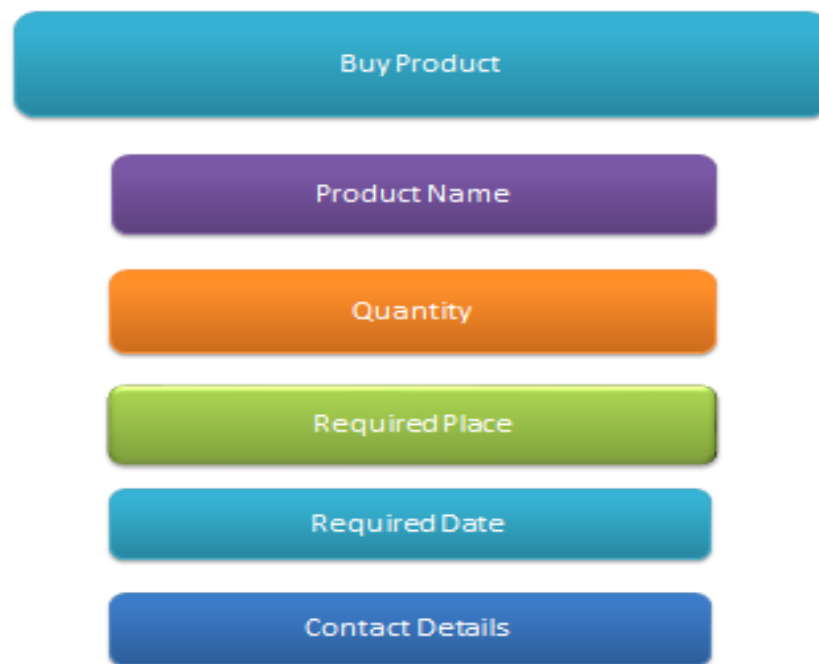 Buy Product
Product Name
Quantity
Required Place
Required Date
Contact Details